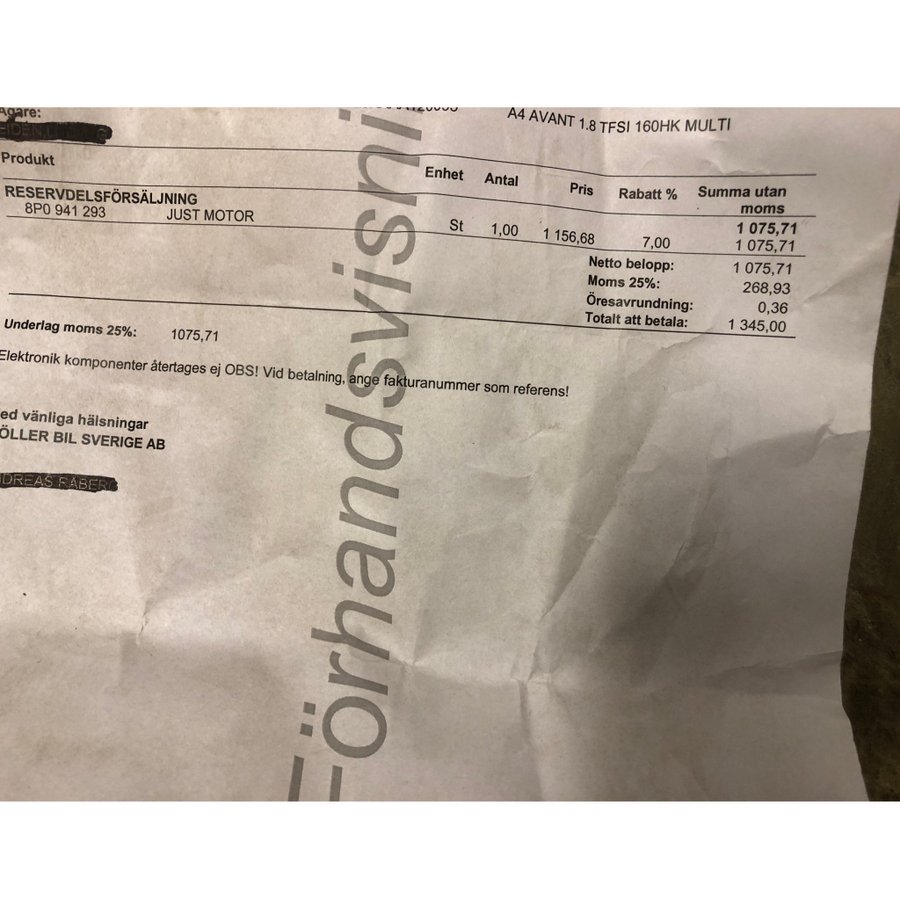 Ägare:
A4 AVANT 1.8 TFSI 160HK MULTI
Produkt Enhet Antal Pris Rabatt % Summa utan moms
RESERVDELSFÖRSÄLJNING 1 075,71
8P0 941 293 JUST MOTOR St 1,00 1 156,68 7,00 1 075,71
Netto belopp: 1 075,71
Moms 25%: 268,93
Öresavrundning: 0,36
Totalt att betala: 1 345,00
Underlag moms 25%: 1075,71
Elektronik komponenter återtages ej OBS! Vid betalning, ange fakturanummer som referens!
ed vänliga hälsningar
ÖLLER BIL SVERIGE AB
Förhandsvisni